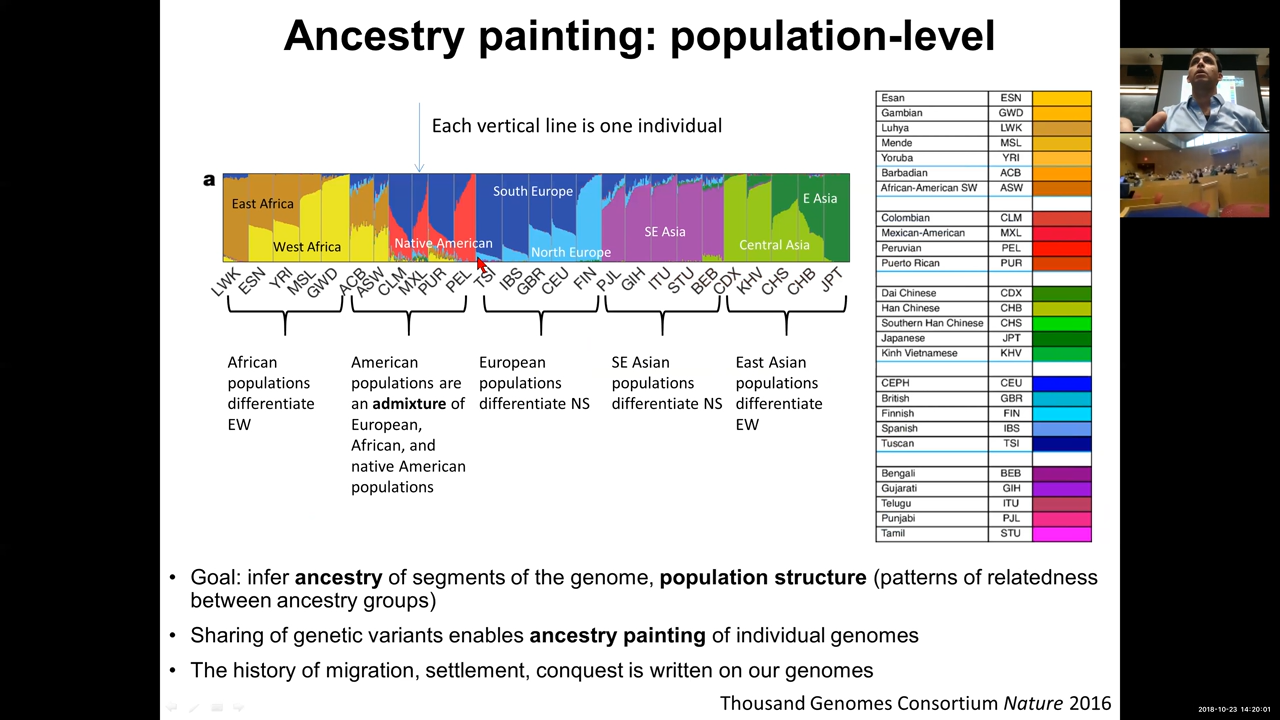 Ancestry painting: population-level
Each vertical line is one individual
a
East Africa
West Africa
Native American
South Europe
North Europe
SE Asia
Central Asia
E Asia
LWK
ESN
YRI
MSL
GWD
ACB
ASW
CLM
MXL
PUR
PEL
TSI
IBS
GBR
CEU
FIN
PJL
GIH
ITU
STU
BEB
CDX
KHV
CHS
CHB
JPT
African
populations
differentiate
EW
American
populations are
an admixture of
European,
African, and
native American
populations
European
populations
differentiate NS
SE Asian
populations
differentiate NS
East Asian
populations
differentiate
EW
Esan ESN
Gambian GWD
Luhya LWK
Mende MSL
Yoruba YRI
Barbadian ACB
African-American SW ASW
Colombian CLM
Mexican-American MXL
Peruvian PEL
Puerto Rican PUR
Dai Chinese CDX
Han Chinese CHB
Southern Han Chinese CHS
Japanese JPT
Kinh Vietnamese KHV
CEPH CEU
British GBR
Finnish FIN
Spanish IBS
Tuscan TSI
Bengali BEB
Gujarati GIH
Telugu ITU
Punjabi PJL
Tamil STU
• Goal: infer ancestry of segments of the genome, population structure (patterns of relatedness
between ancestry groups)
• Sharing of genetic variants enables ancestry painting of individual genomes
• The history of migration, settlement, conquest is written on our genomes
Thousand Genomes Consortium Nature 2016
2018-10-23 14:20:01